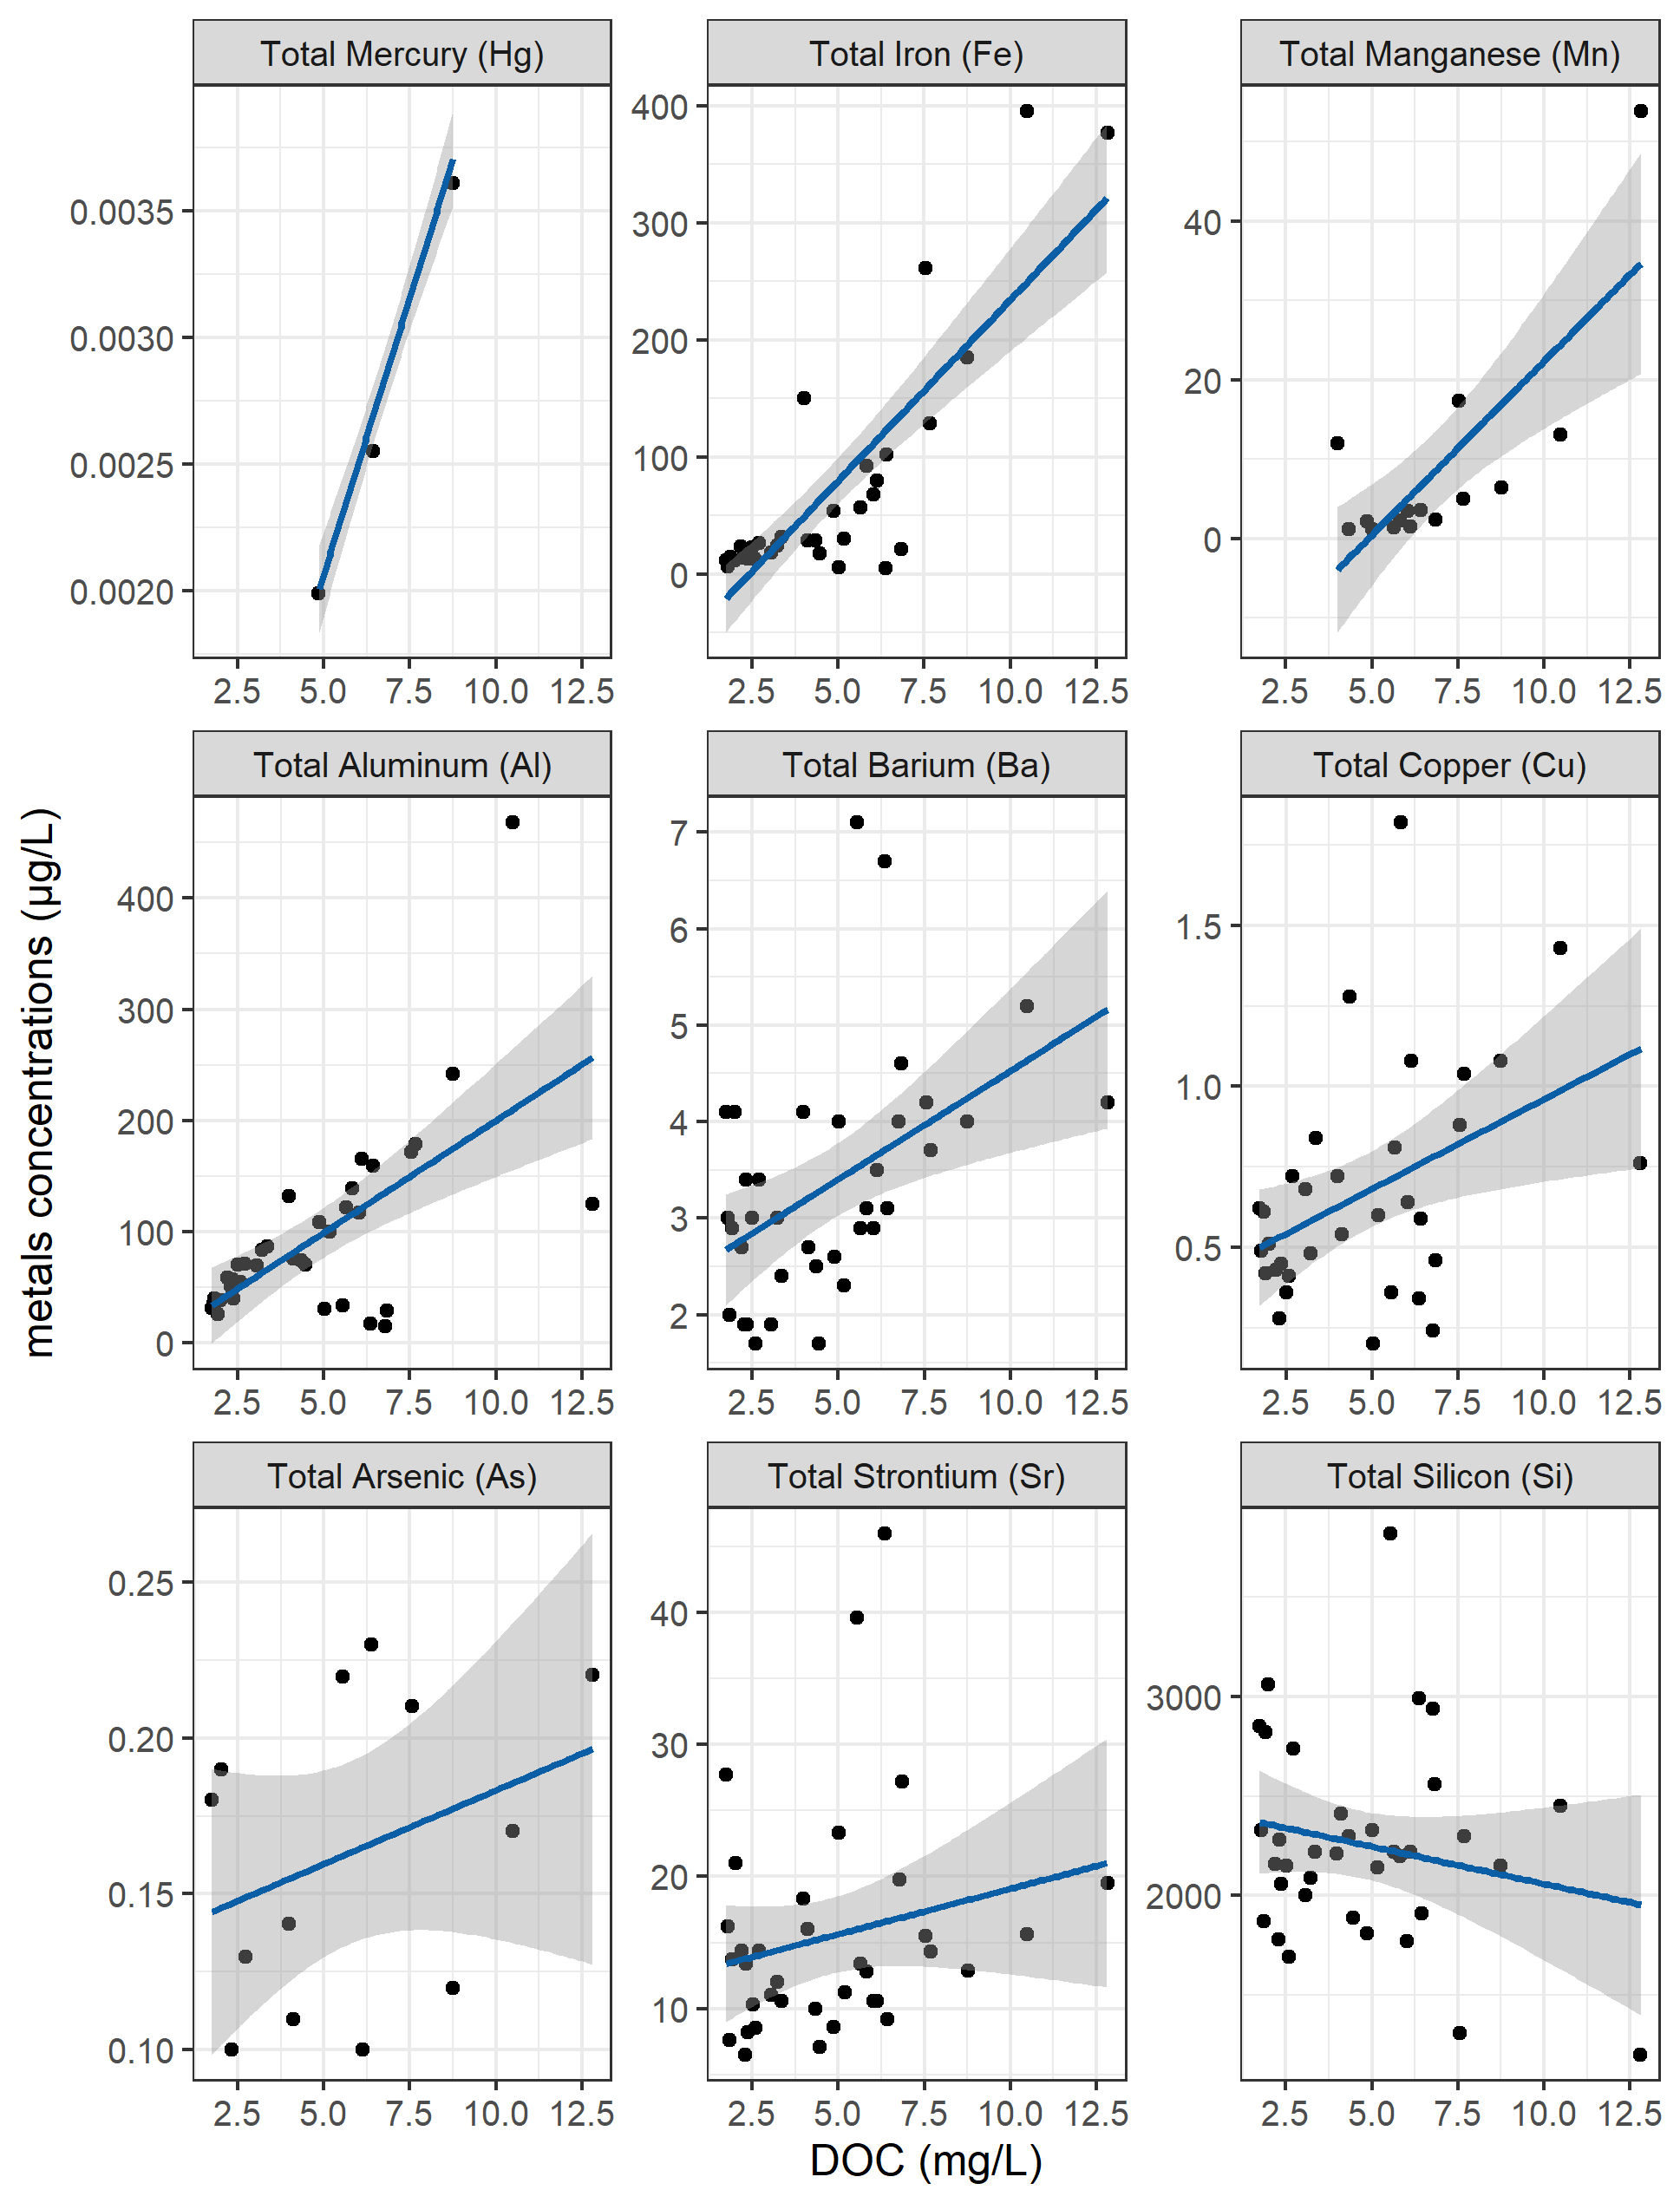 Total Mercury (Hg)
Total Iron (Fe)
Total Manganese (Mn)
0.0035
0.0030
0.0025
0.0020
400
300
200
100
0
40
20
0
2.5 5.0 7.5 10.0 12.5
2.5 5.0 7.5 10.0 12.5
2.5 5.0 7.5 10.0 12.5
metals concentrations (µg/L)
Total Aluminum (Al)
Total Barium (Ba)
Total Copper (Cu)
400
300
200
100
0
7
6
5
4
3
2
1.5
1.0
0.5
2.5 5.0 7.5 10.0 12.5
2.5 5.0 7.5 10.0 12.5
2.5 5.0 7.5 10.0 12.5
Total Arsenic (As)
Total Strontium (Sr)
Total Silicon (Si)
0.25
0.20
0.15
0.10
40
30
20
10
3000
2000
2.5 5.0 7.5 10.0 12.5
2.5 5.0 7.5 10.0 12.5
2.5 5.0 7.5 10.0 12.5
DOC (mg/L)